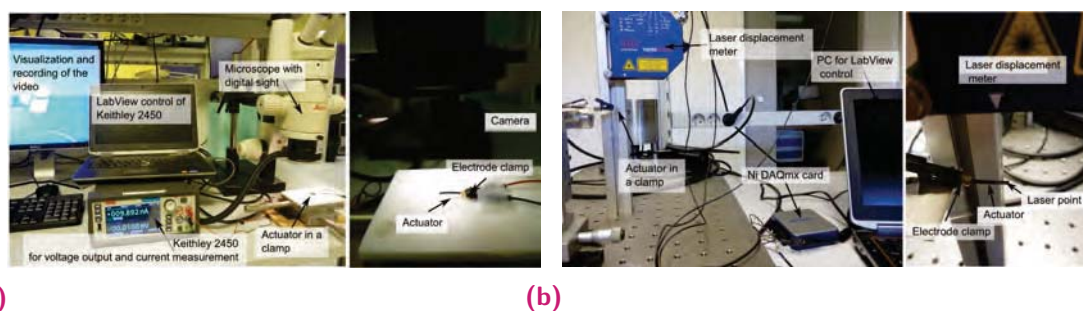 Visualization and
recording of the
video
LabView control of
Keithley 2450
Microscope with
digital sight
Actuator in a
clamp
Keithley 2450
for voltage output and current measurement
Camera
Electrode clamp
Actuator
Laser displacement
meter
PC for LabView
control
Actuator in
a clamp
Ni DAQmx card
Laser displacement
meter
Laser point
Actuator
Electrode clamp
)
(b)